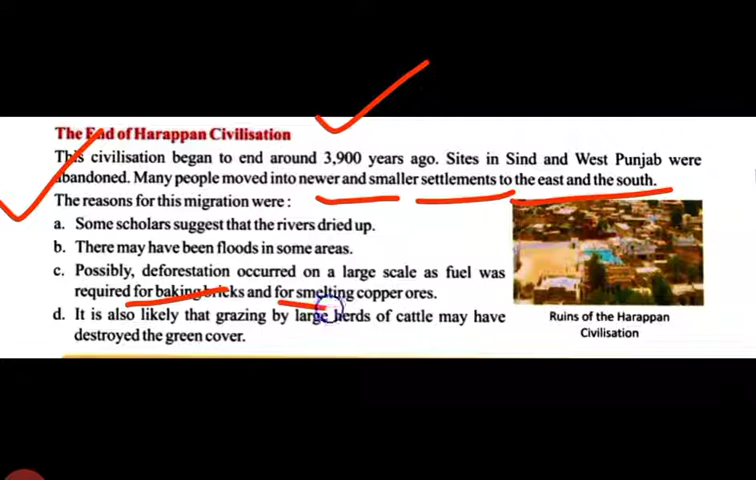 The End of Harappan Civilisation
This civilisation began to end around 3,900 years ago. Sites in Sind and West Punjab were
abandoned. Many people moved into newer and smaller settlements to the east and the south.
The reasons for this migration were :
a. Some scholars suggest that the rivers dried up.
b. There may have been floods in some areas.
c. Possibly, deforestation occurred on a large scale as fuel was
required for baking bricks and for smelting copper ores.
d. It is also likely that grazing by large herds of cattle may have
destroyed the green cover.
Ruins of the Harappan
Civilisation